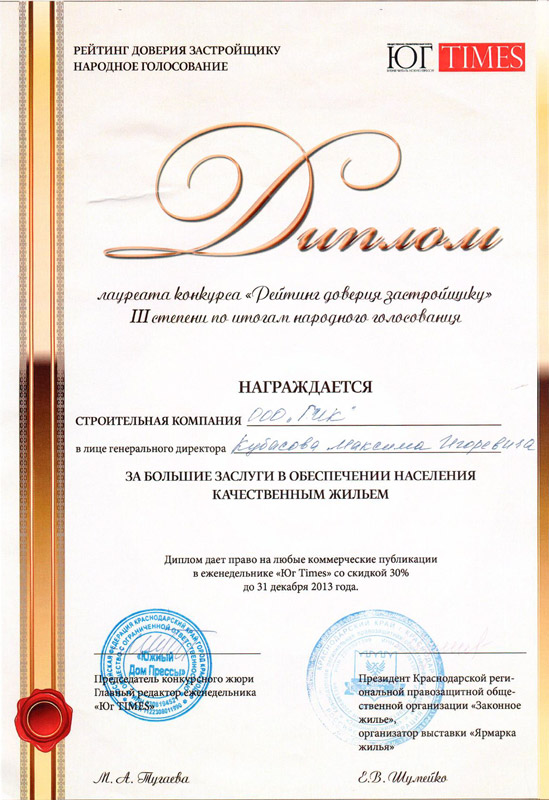 РЕЙТИНГ ДОВЕРИЯ ЗАСТРОЙЩИКУ
НАРОДНОЕ ГОЛОСОВАНИЕ
ЮГ TIMES
Диплом
лауреата конкурса «Рейтинг доверия застройщику»
III степени по итогам народного голосования
НАГРАЖДАЕТСЯ
СТРОИТЕЛЬНАЯ КОМПАНИЯ ООО „ГИК"
в лице генерального директора Кубасова Максима Игоревича
ЗА БОЛЬШИЕ ЗАСЛУГИ В ОБЕСПЕЧЕНИИ НАСЕЛЕНИЯ
КАЧЕСТВЕННЫМ ЖИЛЬЕМ
Диплом дает право на любые коммерческие публикации
в еженедельнике «Юг Times» со скидкой 30%
до 31 декабря 2013 года.
«Южный
Дом Прессы»
Председатель конкурсного жюри
Главный редактор еженедельника
«Юг TIMES»
М. А. Тугаева
Президент Краснодарской реги-
ональной правозащитной обще-
ственной организации «Законное
жилье»,
организатор выставки «Ярмарка
жилья»
Е.В. Шумейко